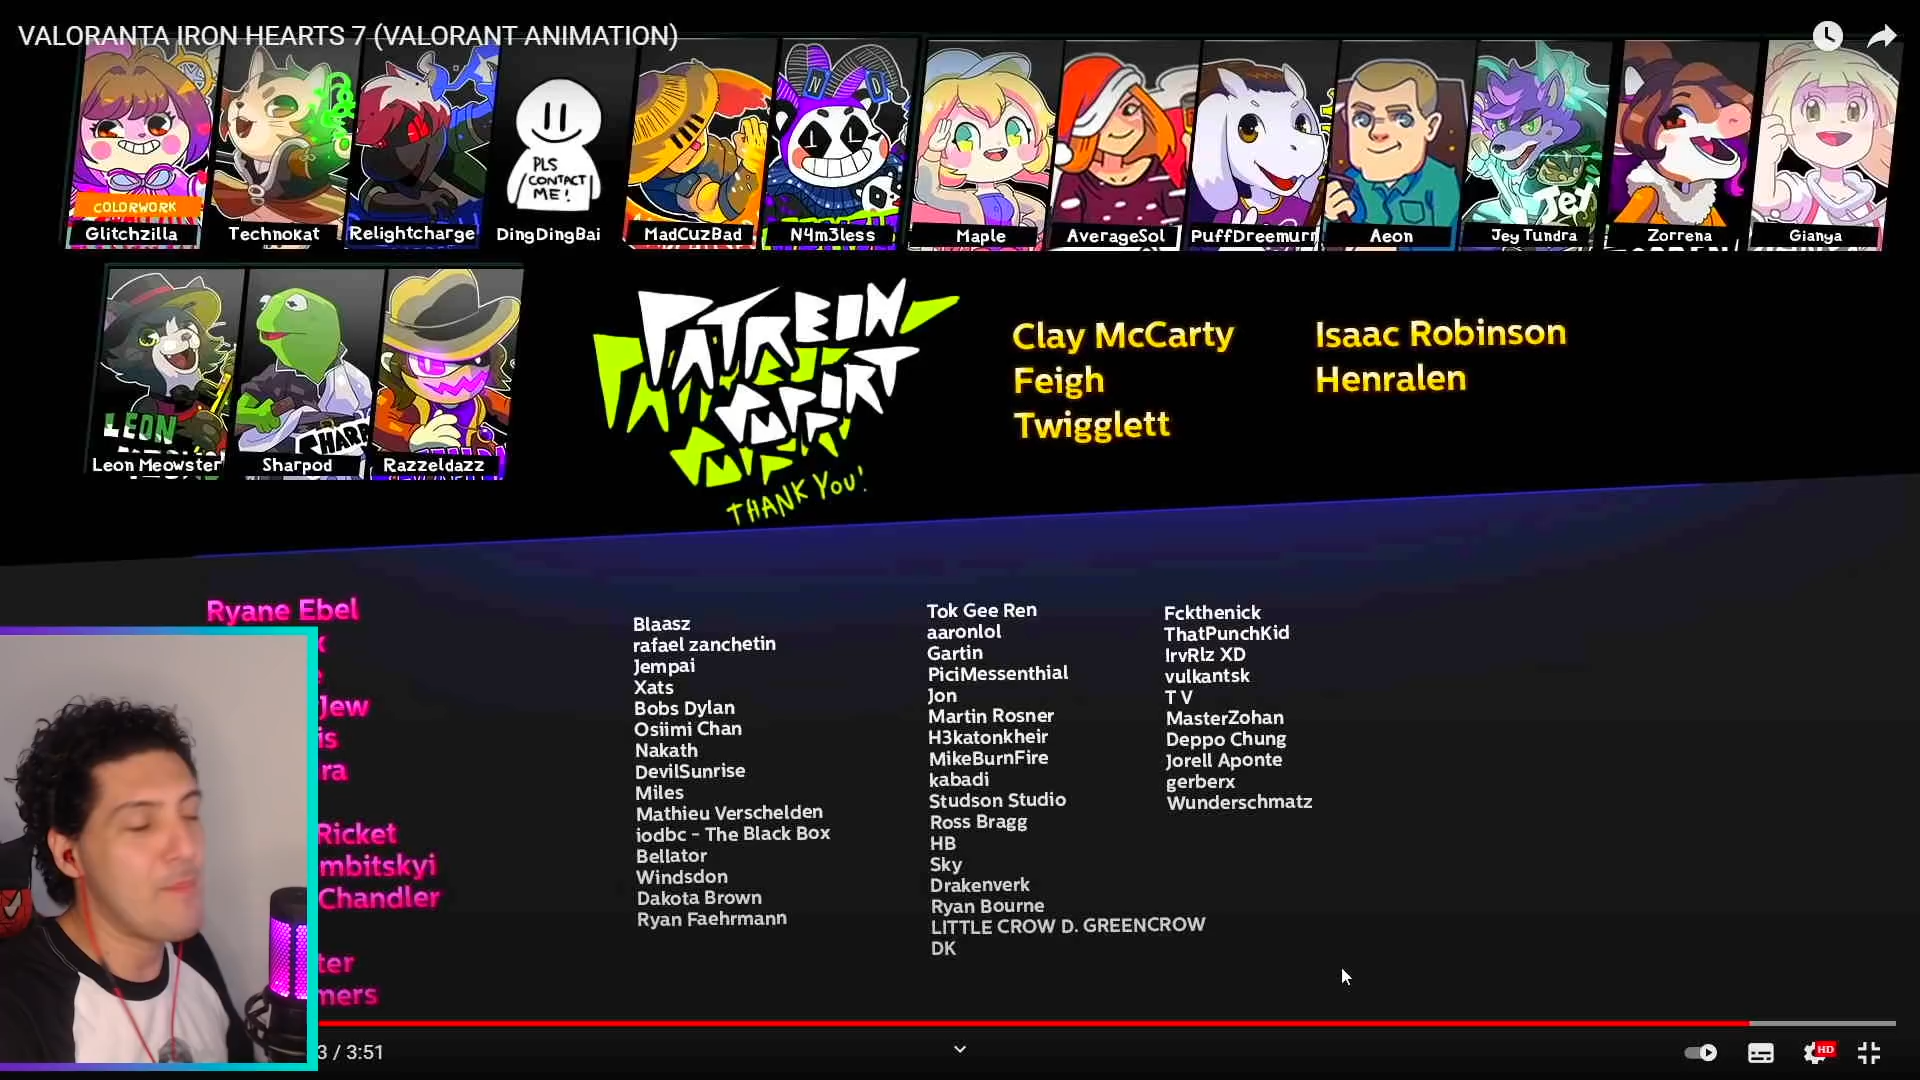 VALORANTA IRON HEARTS 7 (VALORANT ANIMATION)
PLS
CONTACT
ME!
COLORWORK
Glitchzilla
Technokat
Relightcharge
DingDingBai
MadCuzBad
N4m3less
Maple
AverageSol
PuffDreemurr
Aeon
Jey
Jey Tundra
Zorrena
Gianya
LEON
Leon Meowster
SHARP
Sharpod
Razzeldazz
PATREON
SUPPORT
THANK YOU!
Clay McCarty
Feigh
Twigglett
Isaac Robinson
Henralen
Ryane Ebel
Jew
Ricket
mbitskyi
Chandler
ter
mers
Blaasz
rafael zanchetin
Jempai
Xats
Bobs Dylan
Osiimi Chan
Nakath
DevilSunrise
Miles
Mathieu Verschelden
iodbc - The Black Box
Bellator
Windsdon
Dakota Brown
Ryan Faehrmann
Tok Gee Ren
aaronlol
Gartin
PiciMessenthial
Jon
Martin Rosner
H3katonkheir
MikeBurnFire
kabadi
Studson Studio
Ross Bragg
HB
Sky
Drakenverk
Ryan Bourne
LITTLE CROW D. GREENCROW
DK
Fckthenick
ThatPunchKid
IrvRlz XD
vulkantsk
T V
MasterZohan
Deppo Chung
Jorell Aponte
gerberx
Wunderschmatz
3 / 3:51
HD